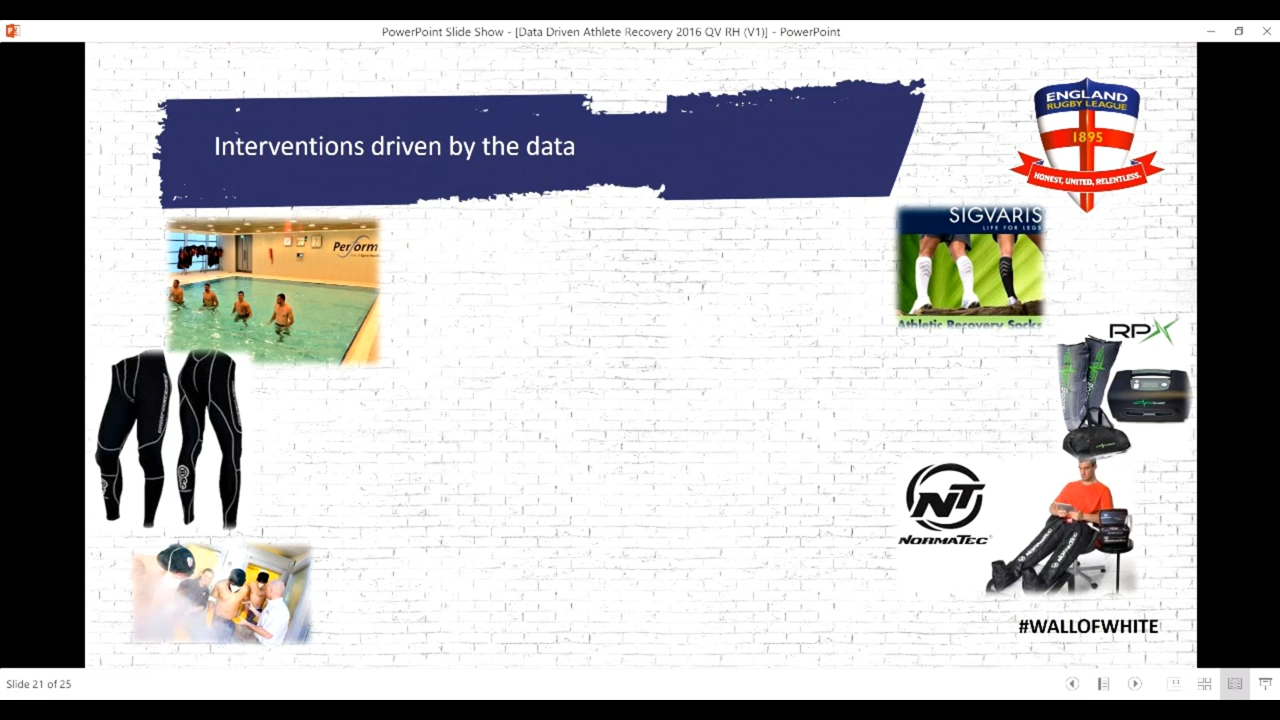 PowerPoint Slide Show - [Data Driven Athlete Recovery 2016 QV RH (V1)] - PowerPoint
Interventions driven by the data
ENGLAND
RUGBY LEAGUE
1895
HONEST, UNITED, RELENTLESS.
Perform
SIGVARIS
LIFE FOR LEGS
Athletic Recovery Socks
RPX
NT
NORMATEC
NORMATEC
#WALLOFWHITE
Slide 21 of 25